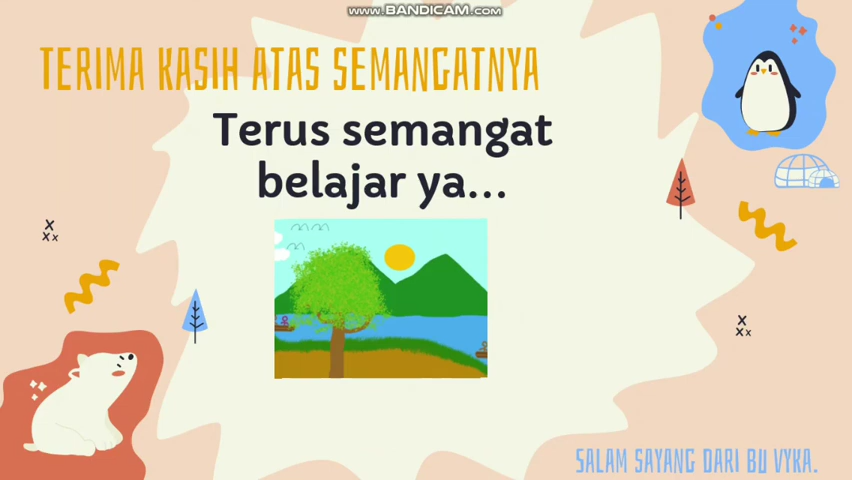 www.BANDICAM.com
TERIMA KASIH ATAS SEMANGATNYA
Terus semangat
belajar ya...
SALAM SAYANG DARI BU VYKA.